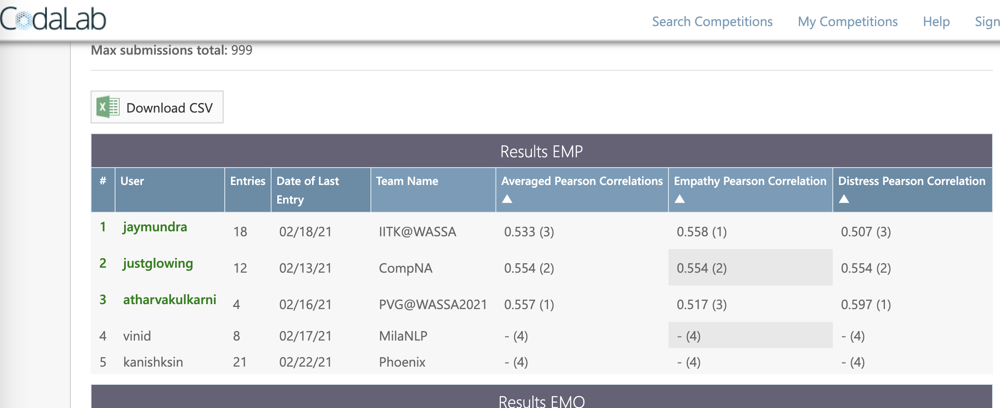 CodaLab
Search Competitions My Competitions Help Sign
Max submissions total: 999
Download CSV
Results EMP
# User Entries Date of Last Entry Team Name Averaged Pearson Correlations ▲ Empathy Pearson Correlation ▲ Distress Pearson Correlation ▲
1 jaymundra 18 02/18/21 IITK@WASSA 0.533 (3) 0.558 (1) 0.507 (3)
2 justglowing 12 02/13/21 CompNA 0.554 (2) 0.554 (2) 0.554 (2)
3 atharvakulkarni 4 02/16/21 PVG@WASSA2021 0.557 (1) 0.517 (3) 0.597 (1)
4 vinid 8 02/17/21 MilaNLP - (4) - (4) - (4)
5 kanishksin 21 02/22/21 Phoenix - (4) - (4) - (4)
Results EMO